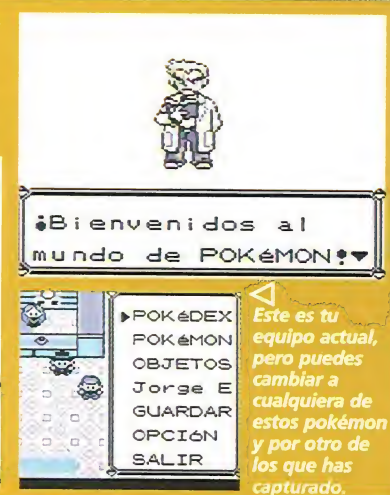 ¡Bienvenidos al
mundo de POKéMON!▼
▶POKéDEX
POKéMON
OBJETOS
Jorge E
GUARDAR
OPCIÓN
SALIR
Este es tu
equipo actual,
pero puedes
cambiar a
cualquiera de
estos pokémon
y por otro de
los que has
capturado.